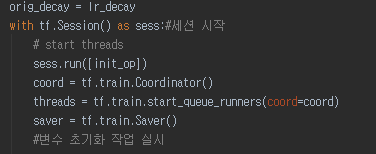 orig_decay = lr_decay
with tf.Session() as sess:#세션 시작
# start threads
sess.run([init_op])
coord = tf.train.Coordinator()
threads = tf.train.start_queue_runners(coord=coord)
saver = tf.train.Saver()
#변수 초기화 작업 실시